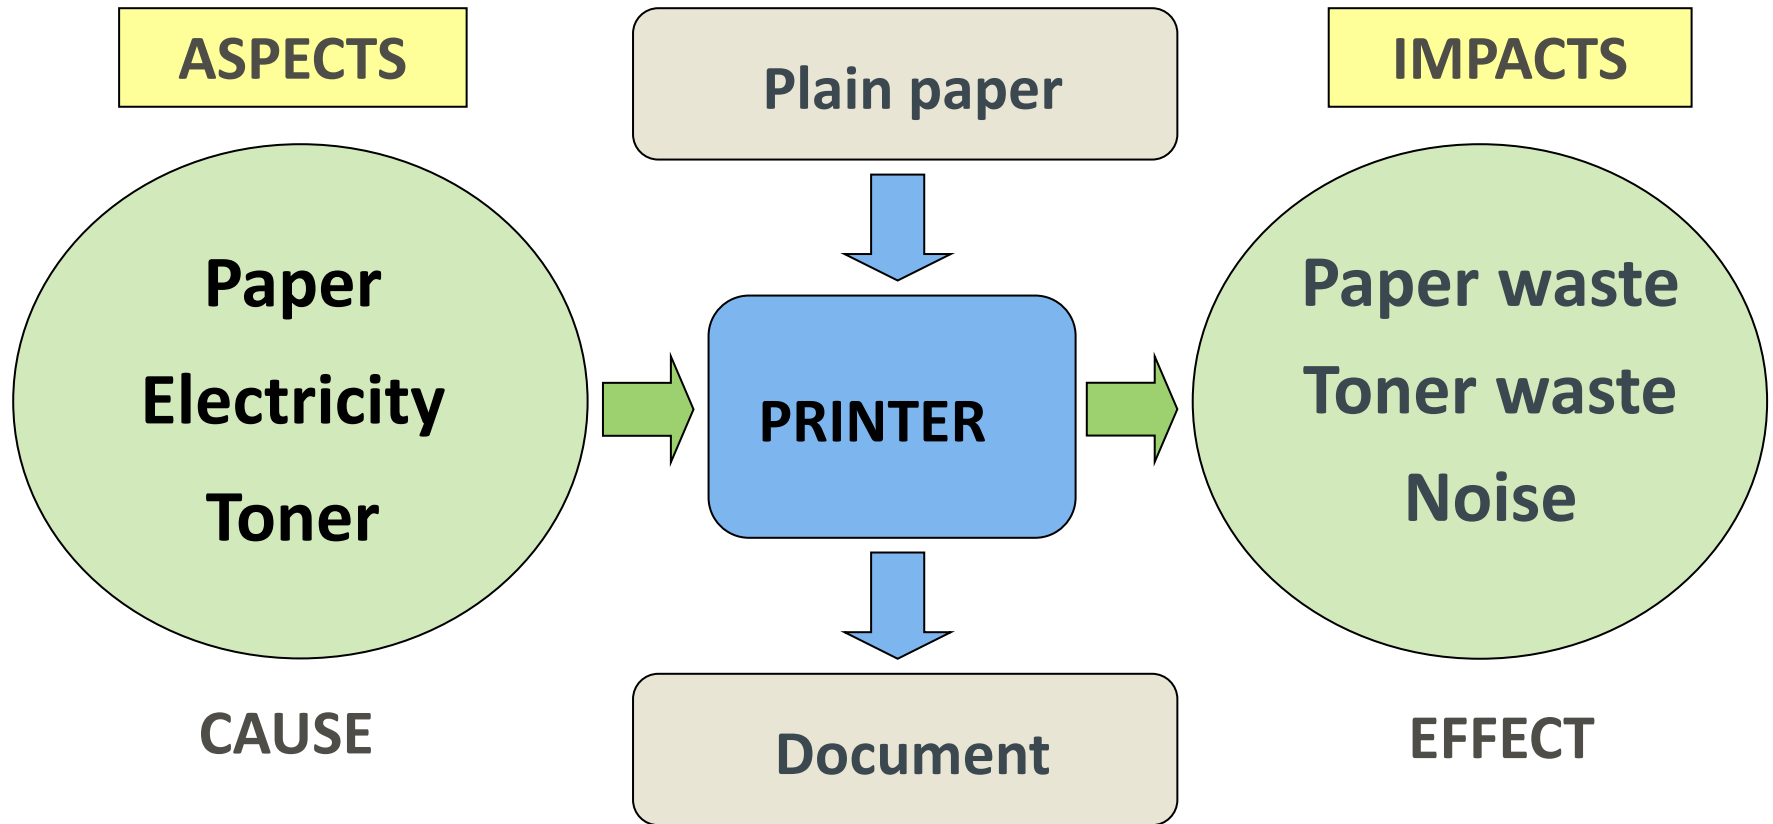 ASPECTS
Paper
Electricity
Toner
CAUSE
Plain paper
PRINTER
Document
IMPACTS
Paper waste
Toner waste
Noise
EFFECT